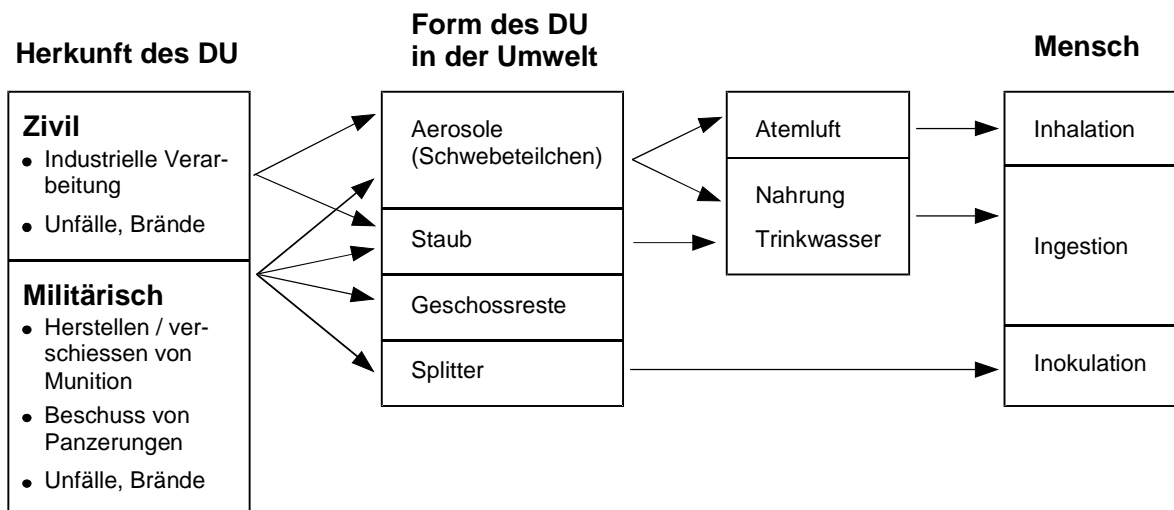 Herkunft des DU
Form des DU
in der Umwelt
Mensch
Zivil
• Industrielle Verar-
beitung
• Unfälle, Brände
Militärisch
• Herstellen / ver-
schiessen von
Munition
• Beschuss von
Panzerungen
• Unfälle, Brände
Aerosole
(Schwebeteilchen)
Staub
Geschossreste
Splitter
Atemluft
Nahrung
Trinkwasser
Inhalation
Ingestion
Inokulation